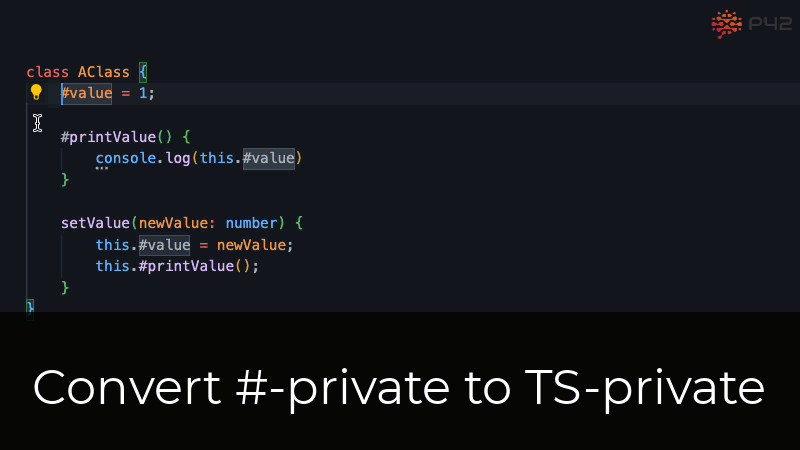 P42
class AClass {
#value = 1;
#printValue() {
console.log(this.#value)
}
setValue(newValue: number) {
this.#value = newValue;
this.#printValue();
}
}
Convert #-private to TS-private